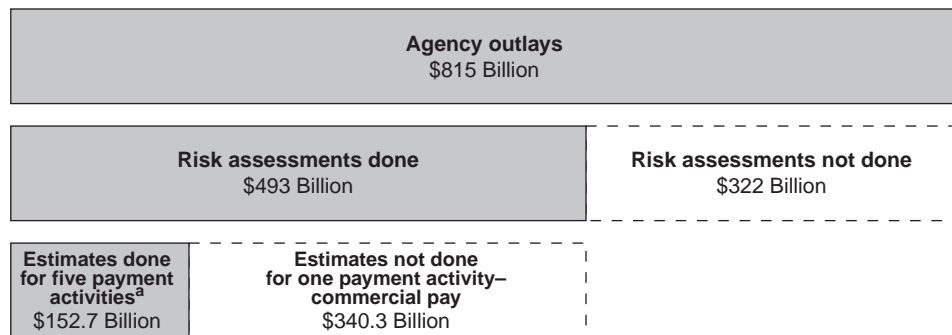 Agency outlays
$815 Billion
Risk assessments done
$493 Billion
Risk assessments not done
$322 Billion
Estimates done
for five payment
activitiesa
$152.7 Billion
Estimates not done
for one payment activity–
commercial pay
$340.3 Billion